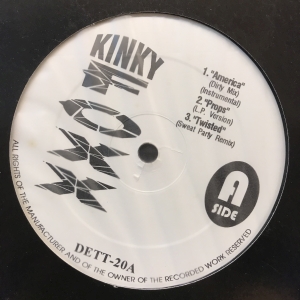 KINKY
FOXX
1. "America"
(Dirty Mix)
(Instrumental)
2. "Props"
(L.P. Version)
3. "Twisted"
(Sweat Party Remix)
A
SIDE
DETT-20A
ALL RIGHTS OF THE MANUFACTURER AND OF THE OWNER OF THE RECORDED WORK RESERVED